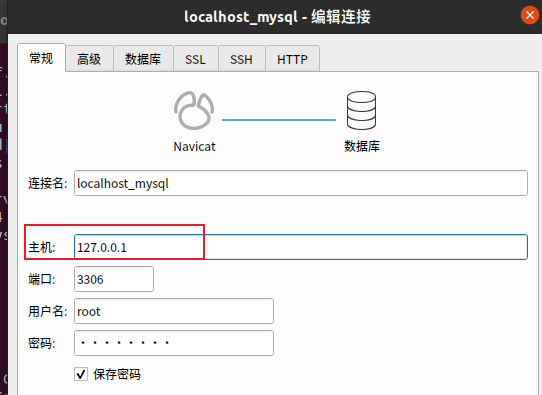 localhost_mysql - 编辑连接
常规 高级 数据库 SSL SSH HTTP
Navicat 数据库
连接名: localhost_mysql
主机: 127.0.0.1
端口: 3306
用户名: root
密码: ········
保存密码